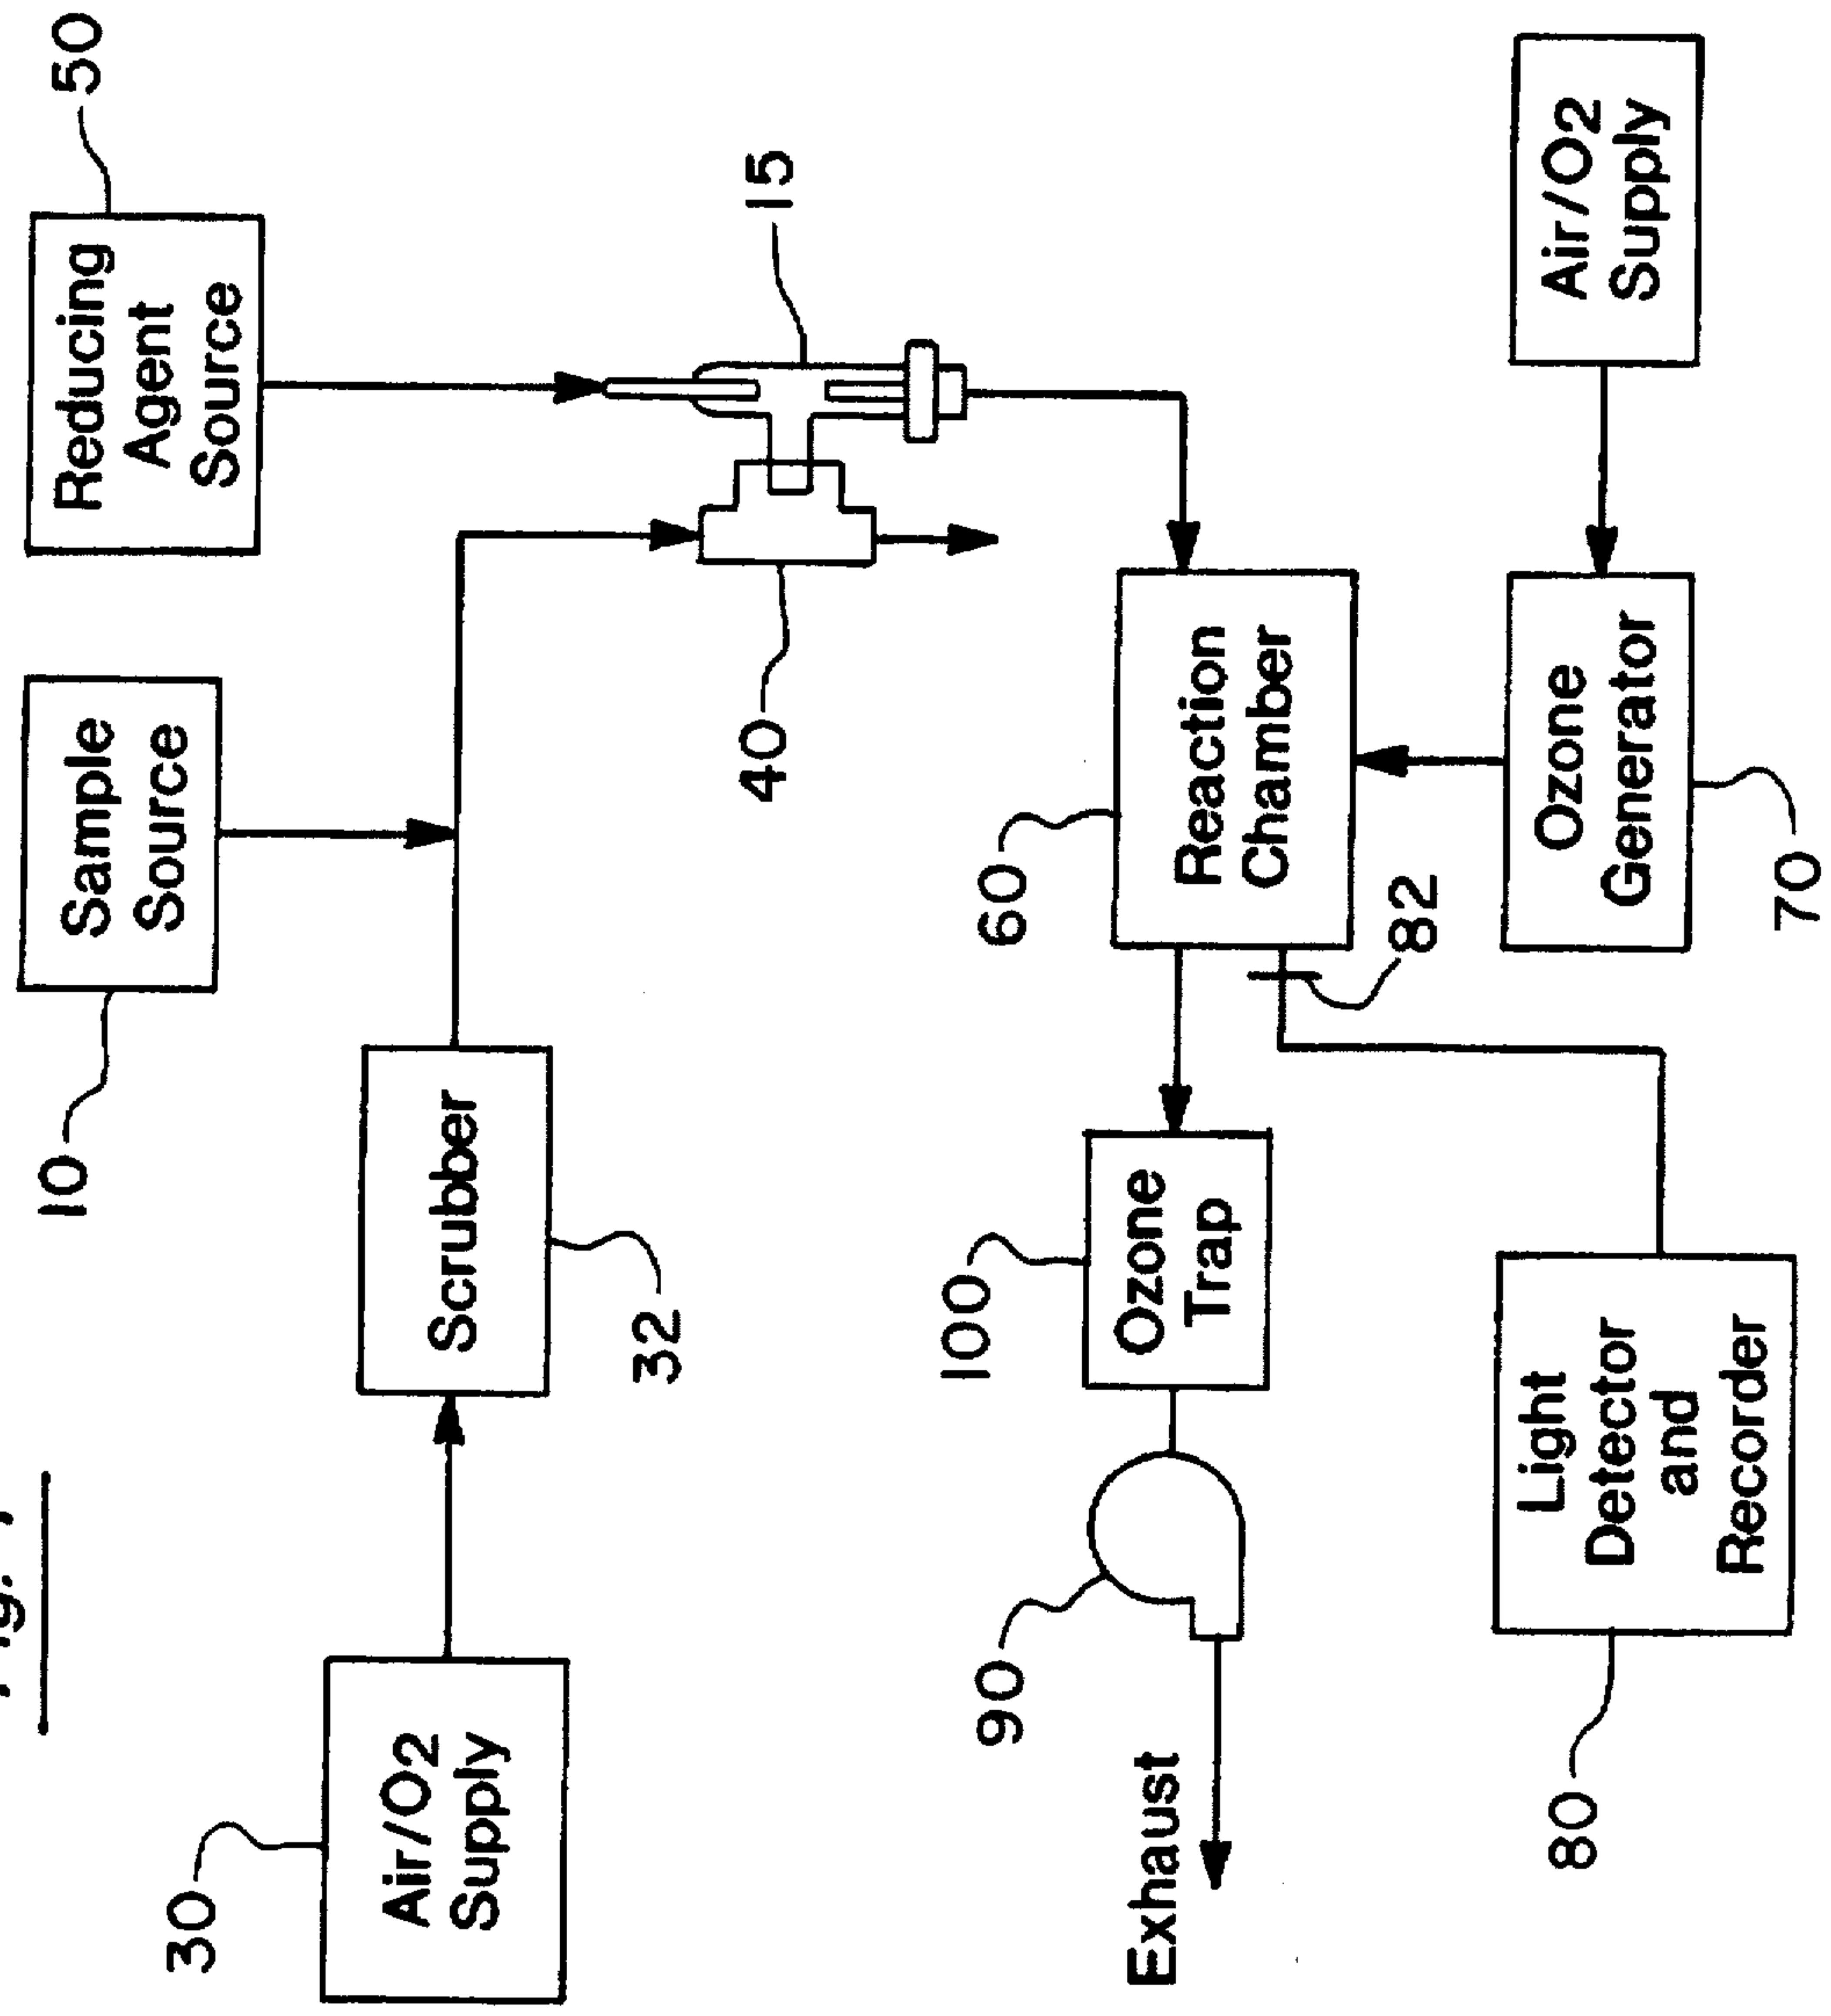 Fig.
10
Sample
Source
Reducing
Agent
Source
50
30
Air/O2
Supply
Scrubber
32
40
15
90
100
60
Exhaust
Ozone
Trap
Reaction
Chamber
82
80
Light
Detector
and
Recorder
Ozone
Generator
70
Air/O2
Supply